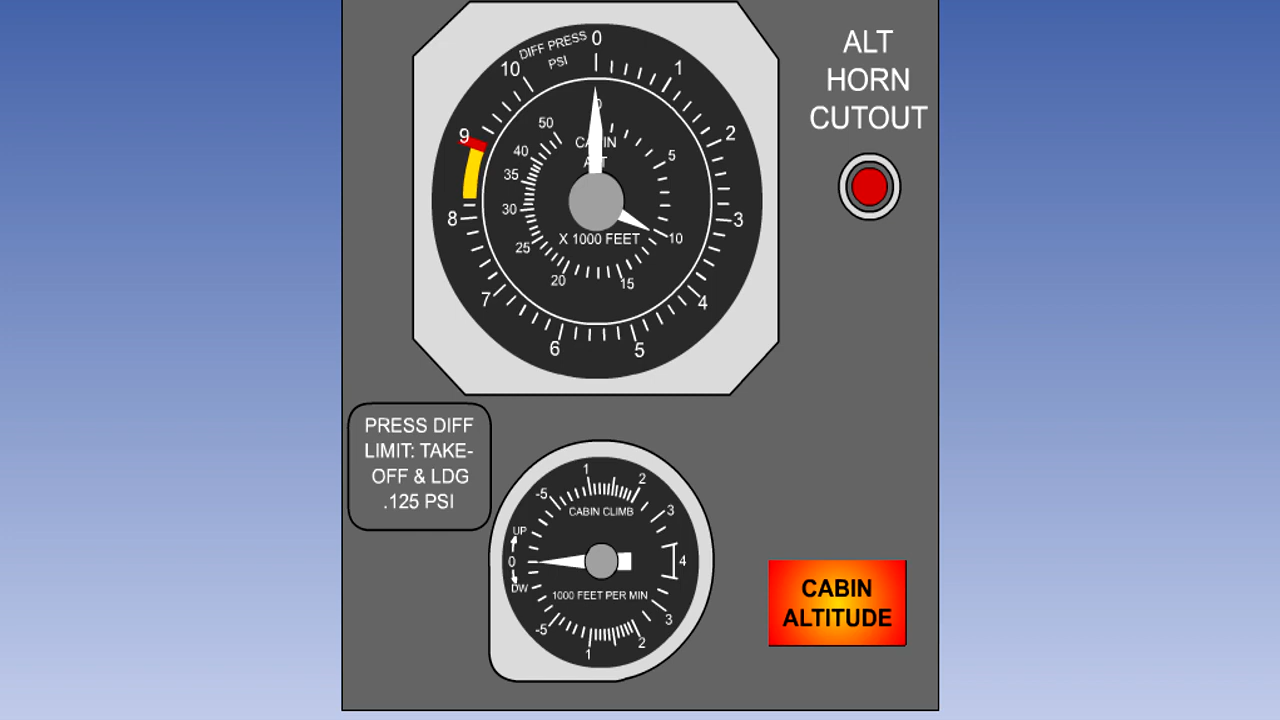 DIFF PRESS
PSI
0
1
2
3
4
5
6
7
8
9
10
0
CABIN
ALT
5
10
15
20
25
30
35
40
50
X 1000 FEET
ALT
HORN
CUTOUT
PRESS DIFF
LIMIT: TAKE-
OFF & LDG
.125 PSI
-5
1
2
3
4
CABIN CLIMB
UP
0
DW
1000 FEET PER MIN
-5
1
2
3
CABIN
ALTITUDE